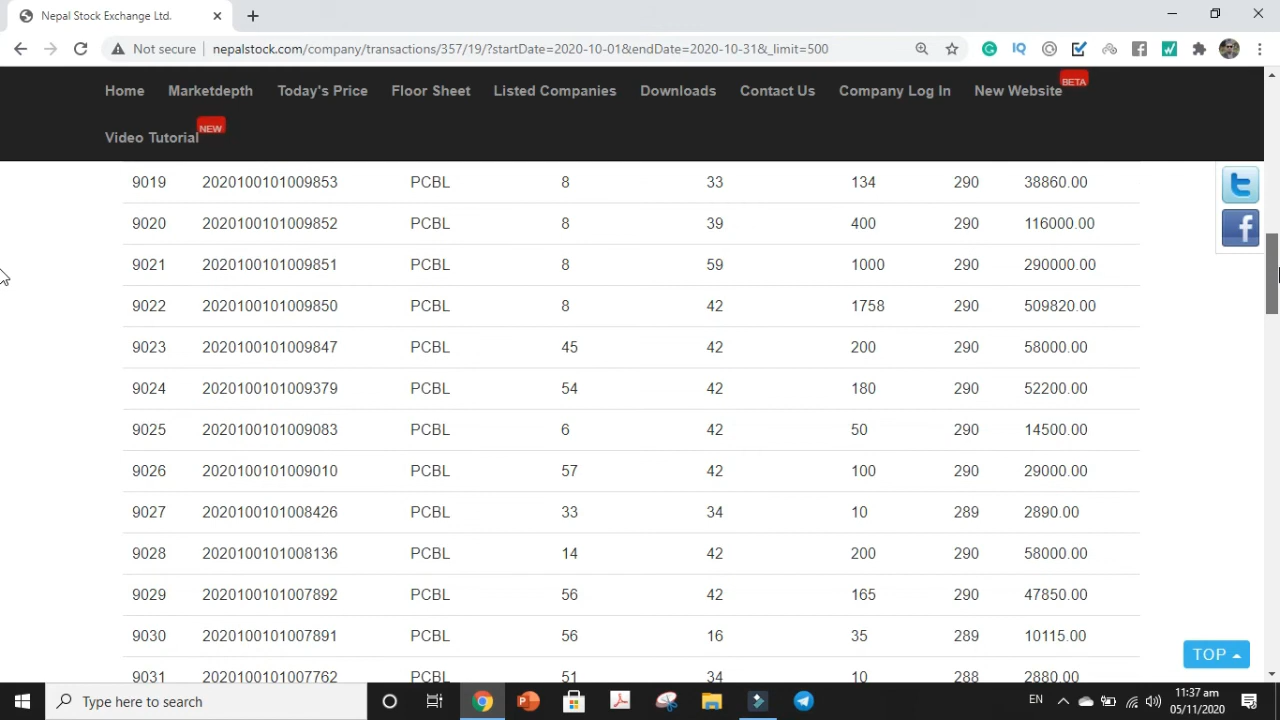 Nepal Stock Exchange Ltd.
Not secure nepalstock.com/company/transactions/357/19/?startDate=2020-10-01&endDate=2020-10-31&_limit=500
Home Marketdepth Today's Price Floor Sheet Listed Companies Downloads Contact Us Company Log In New Website BETA
Video Tutorial NEW
9019 2020100101009853 PCBL 8 33 134 290 38860.00
9020 2020100101009852 PCBL 8 39 400 290 116000.00
9021 2020100101009851 PCBL 8 59 1000 290 290000.00
9022 2020100101009850 PCBL 8 42 1758 290 509820.00
9023 2020100101009847 PCBL 45 42 200 290 58000.00
9024 2020100101009379 PCBL 54 42 180 290 52200.00
9025 2020100101009083 PCBL 6 42 50 290 14500.00
9026 2020100101009010 PCBL 57 42 100 290 29000.00
9027 2020100101008426 PCBL 33 34 10 289 2890.00
9028 2020100101008136 PCBL 14 42 200 290 58000.00
9029 2020100101007892 PCBL 56 42 165 290 47850.00
9030 2020100101007891 PCBL 56 16 35 289 10115.00
TOP
9031 2020100101007762 PCBL 51 34 10 288 2880.00
Type here to search
EN
11:37 am
05/11/2020